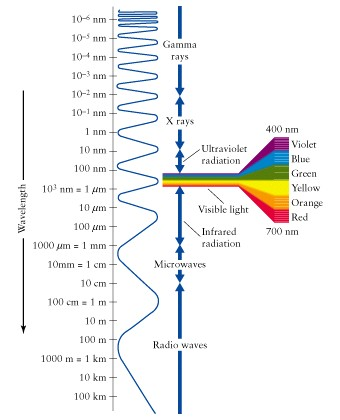 10-6 nm
10-5 nm
10-4 nm
10-3 nm
10-2 nm
10-1 nm
1 nm
10 nm
100 nm
10³ nm = 1 µm
10 µm
100 µm
1000 µm = 1 mm
10mm = 1 cm
10 cm
100 cm = 1 m
10 m
100 m
1000 m = 1 km
10 km
100 km
Wavelength
Gamma
rays
X rays
Ultraviolet
radiation
Visible light
Infrared
radiation
Microwaves
Radio waves
400 nm
Violet
Blue
Green
Yellow
Orange
Red
700 nm